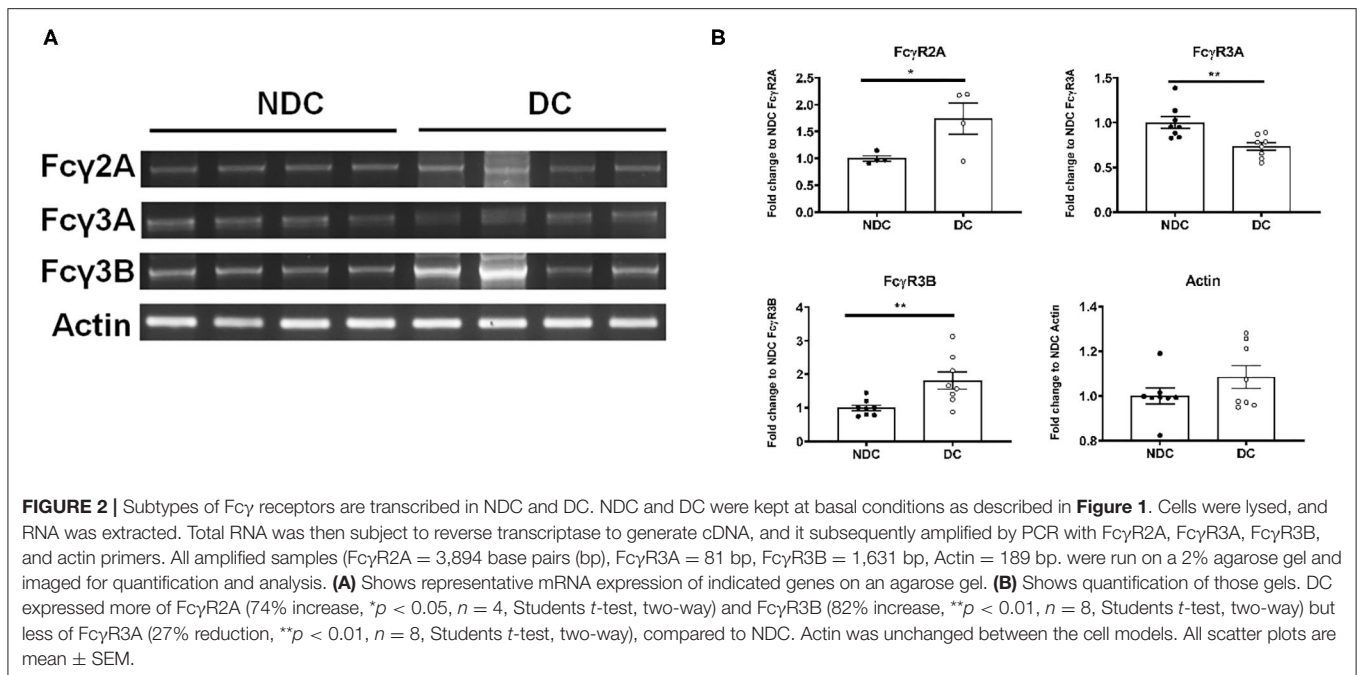 A
NDC DC
Fcγ2A
Fcγ3A
Fcγ3B
Actin
B
FcγR2A
Fold change to NDC FcγR2A
2.5
2.0
1.5
1.0
0.5
0.0
*
NDC DC
FcγR3A
Fold change to NDC FcγR3A
1.5
1.0
0.5
0.0
**
NDC DC
FcγR3B
Fold change to NDC FcγR3B
4
3
2
1
0
**
NDC DC
Actin
Fold change to NDC Actin
1.4
1.2
1.0
0.8
NDC DC
FIGURE 2 | Subtypes of Fcγ receptors are transcribed in NDC and DC. NDC and DC were kept at basal conditions as described in Figure 1. Cells were lysed, and
RNA was extracted. Total RNA was then subject to reverse transcriptase to generate cDNA, and it subsequently amplified by PCR with FcγR2A, FcγR3A, FcγR3B,
and actin primers. All amplified samples (FcγR2A = 3,894 base pairs (bp), FcγR3A = 81 bp, FcγR3B = 1,631 bp, Actin = 189 bp. were run on a 2% agarose gel and
imaged for quantification and analysis. (A) Shows representative mRNA expression of indicated genes on an agarose gel. (B) Shows quantification of those gels. DC
expressed more of FcγR2A (74% increase, *p < 0.05, n = 4, Students t-test, two-way) and FcγR3B (82% increase, **p < 0.01, n = 8, Students t-test, two-way) but
less of FcγR3A (27% reduction, **p < 0.01, n = 8, Students t-test, two-way), compared to NDC. Actin was unchanged between the cell models. All scatter plots are
mean ± SEM.